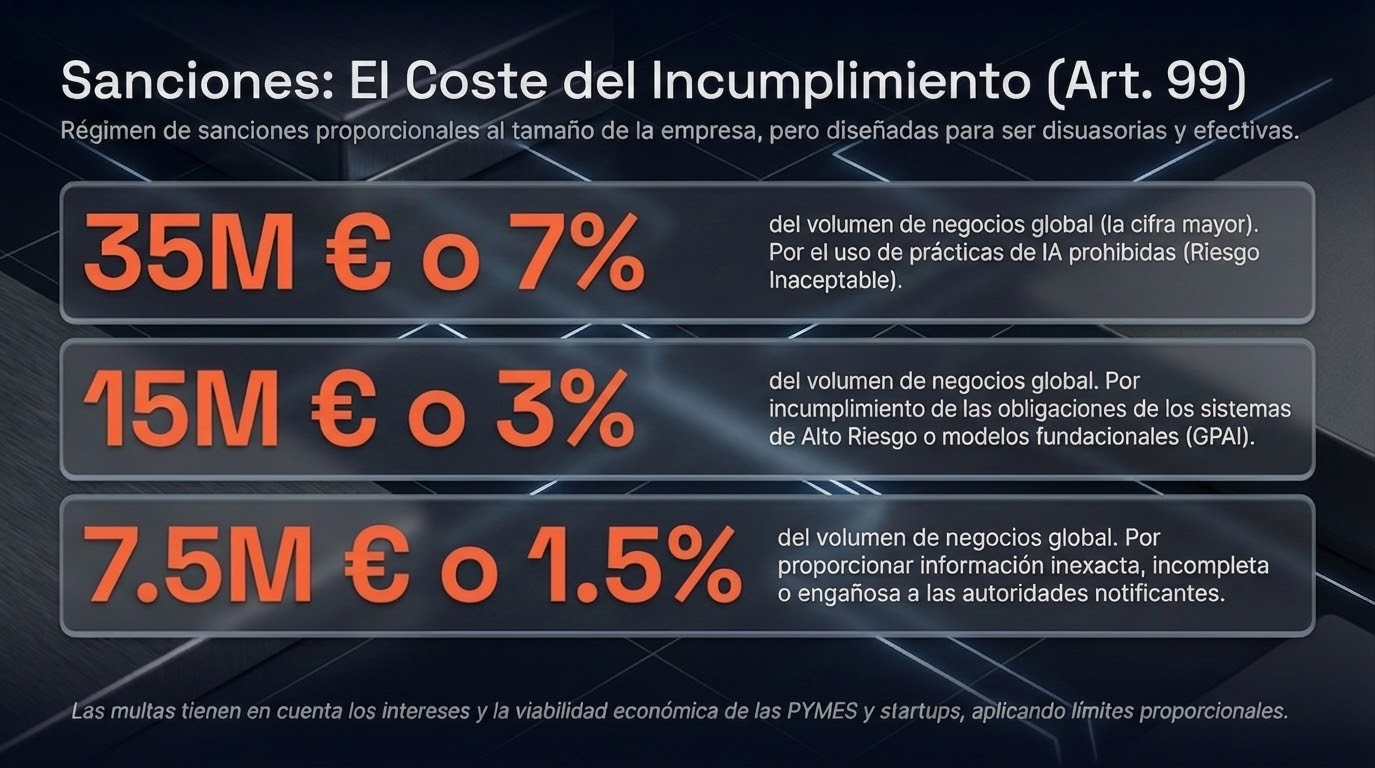 Sanciones: El Coste del Incumplimiento (Art. 99)
Régimen de sanciones proporcionales al tamaño de la empresa, pero diseñadas para ser disuasorias y efectivas.
35M € o 7%
del volumen de negocios global (la cifra mayor).
Por el uso de prácticas de IA prohibidas (Riesgo
Inaceptable).
15M € o 3%
del volumen de negocios global. Por
incumplimiento de las obligaciones de los sistemas
de Alto Riesgo o modelos fundacionales (GPAI).
7.5M € o 1.5%
del volumen de negocios global. Por
proporcionar información inexacta, incompleta
o engañosa a las autoridades notificantes.
Las multas tienen en cuenta los intereses y la viabilidad económica de las PYMES y startups, aplicando límites proporcionales.